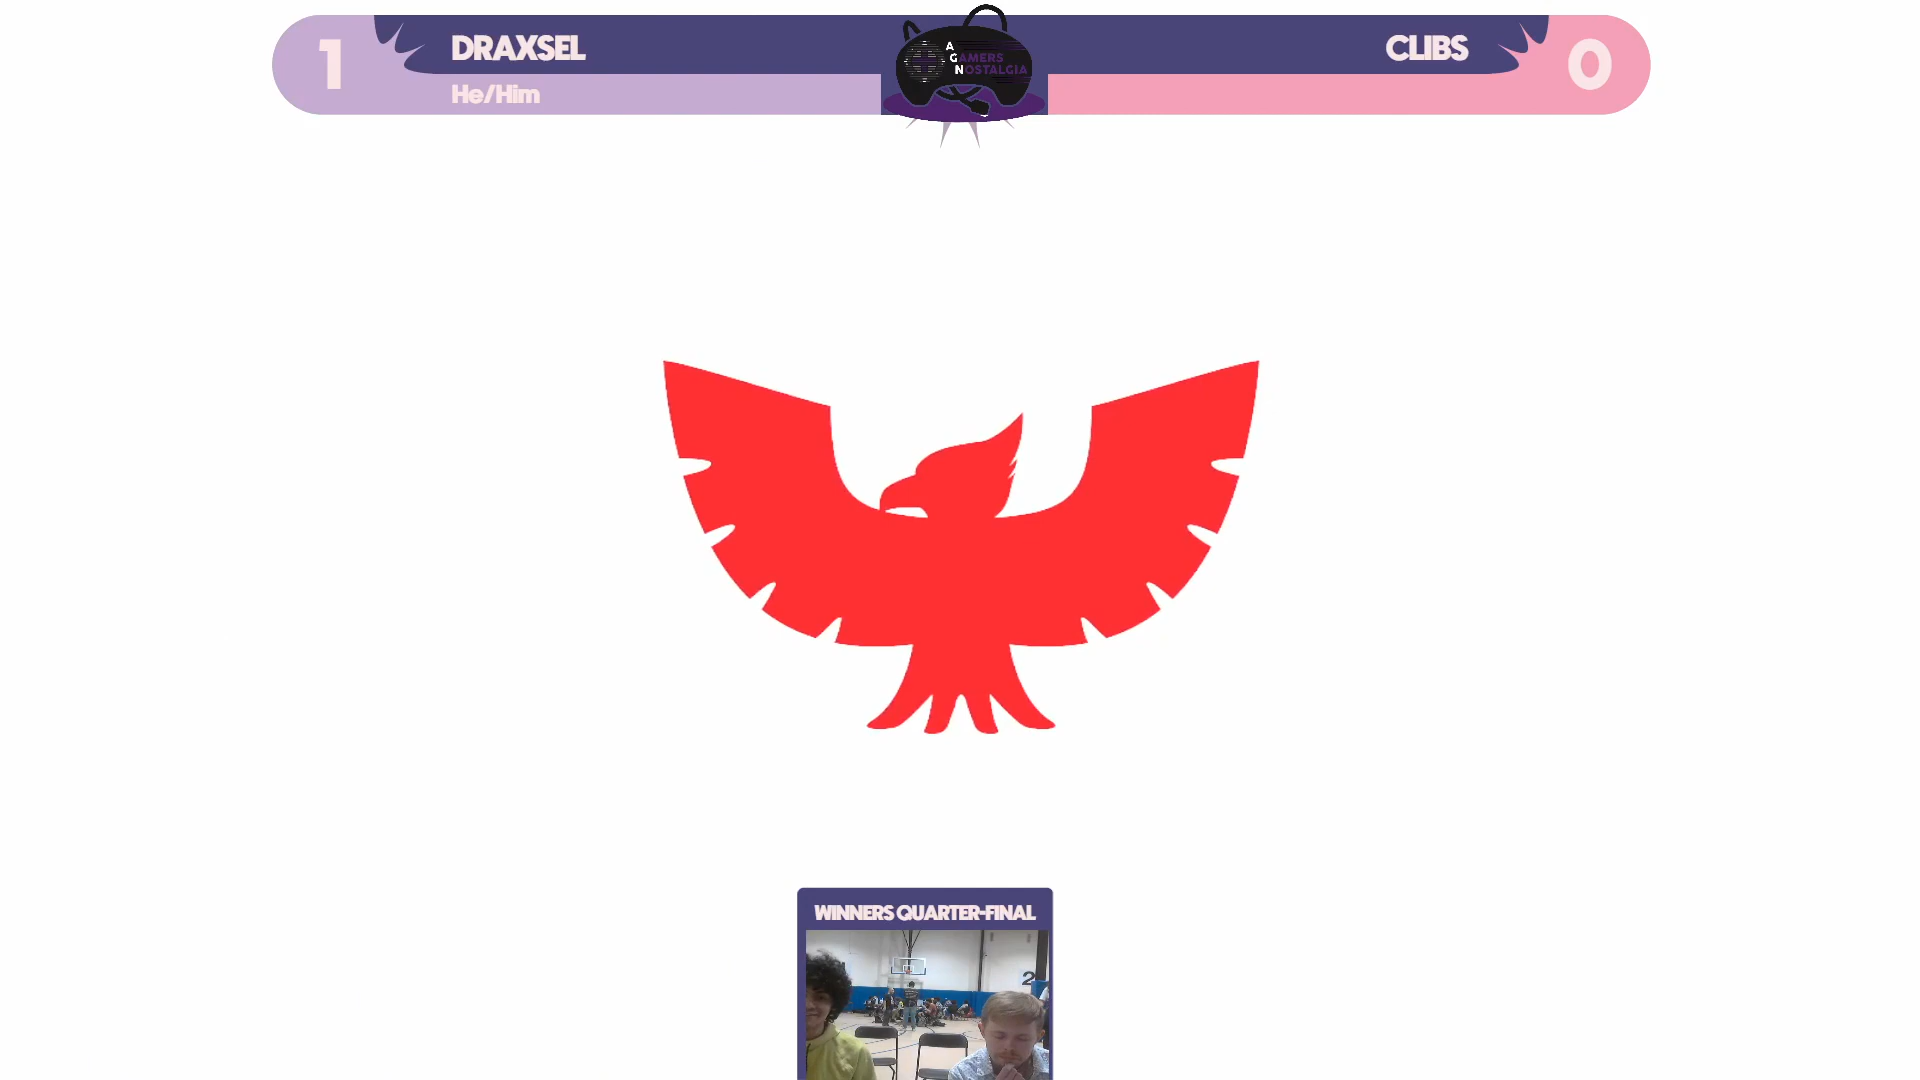 1
DRAXSEL
He/Him
A
GAMERS
NOSTALGIA
CLIBS
0
WINNERS QUARTER-FINAL
2